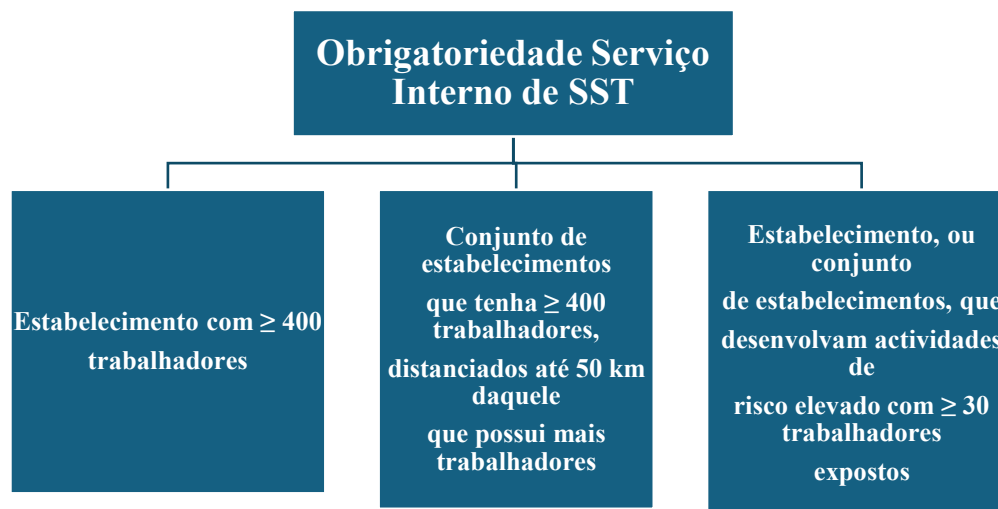 Obrigatoriedade Serviço
Interno de SST
Estabelecimento com ≥ 400
trabalhadores
Conjunto de
estabelecimentos
que tenha ≥ 400
trabalhadores,
distanciados até 50 km
daquele
que possui mais
trabalhadores
Estabelecimento, ou
conjunto
de estabelecimentos, que
desenvolvam actividades
de
risco elevado com ≥ 30
trabalhadores
expostos